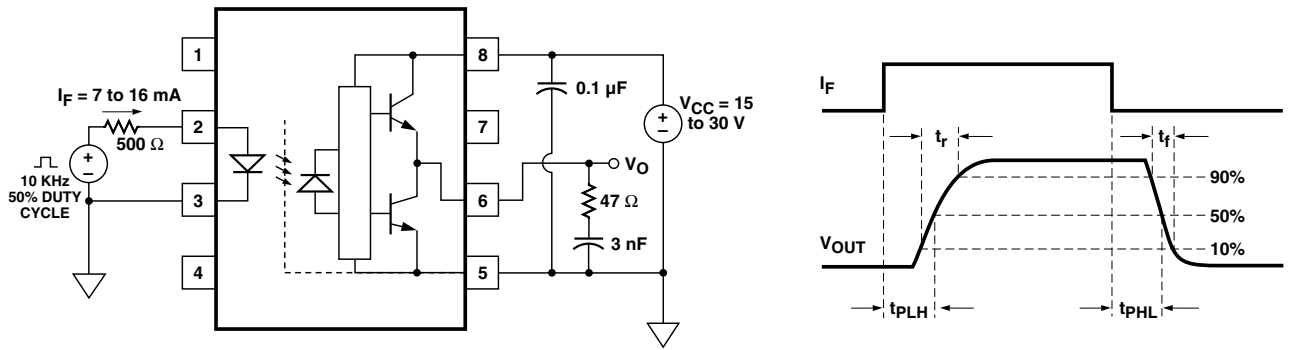 1
2
3
4
I_F = 7 to 16 mA
500 Ω
+
–
10 KHz
50% DUTY
CYCLE
8
7
6
5
0.1 µF
V_CC = 15
to 30 V
+
–
V_O
47 Ω
3 nF
I_F
t_r
t_f
90%
50%
10%
V_OUT
t_PLH
t_PHL